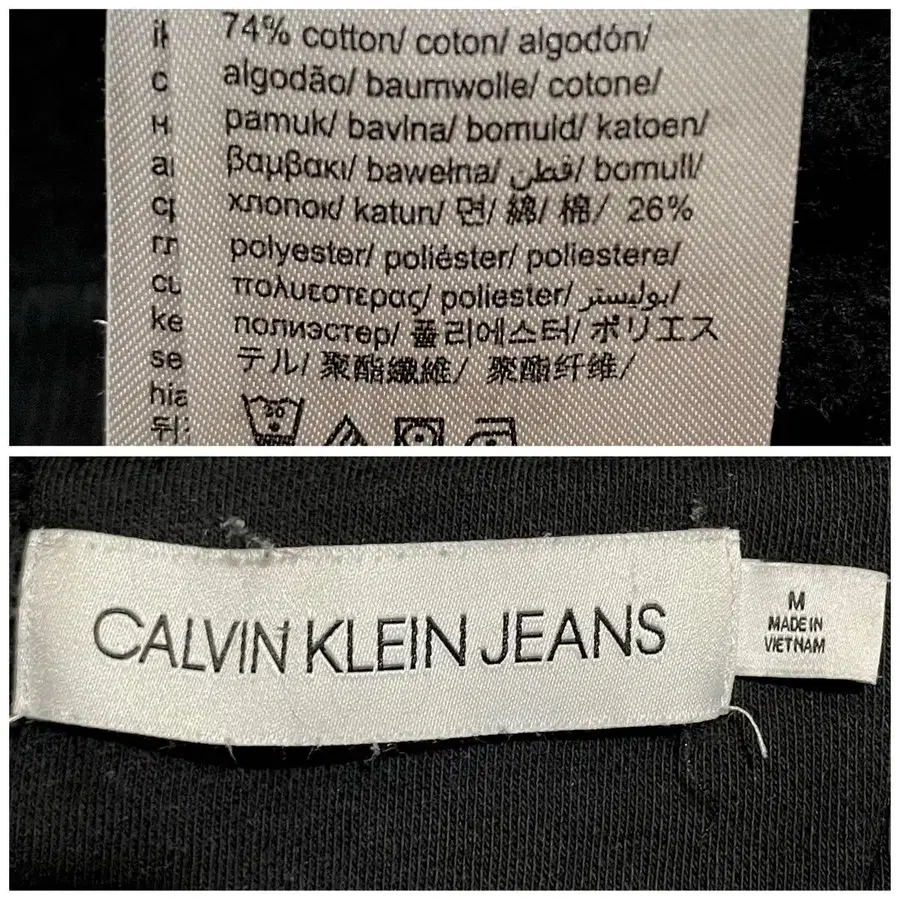 74% cotton/ coton/ algodón/
algodão/ baumwolle/ cotone/
pamuk/ bavlna/ bomuld/ katoen/
βαμβακι/ bawełna/ قطن/ bomull/
хлопок/ katun/ 면/ 綿/ 棉/ 26%
polyester/ poliéster/ poliestere/
πολυεστερας/ poliester/ بوليستر/
полиэстер/ 폴리에스터/ ポリエス
テル/ 聚酯纖維/ 聚酯纤维/
30
CALVIN KLEIN JEANS
M
MADE IN
VIETNAM